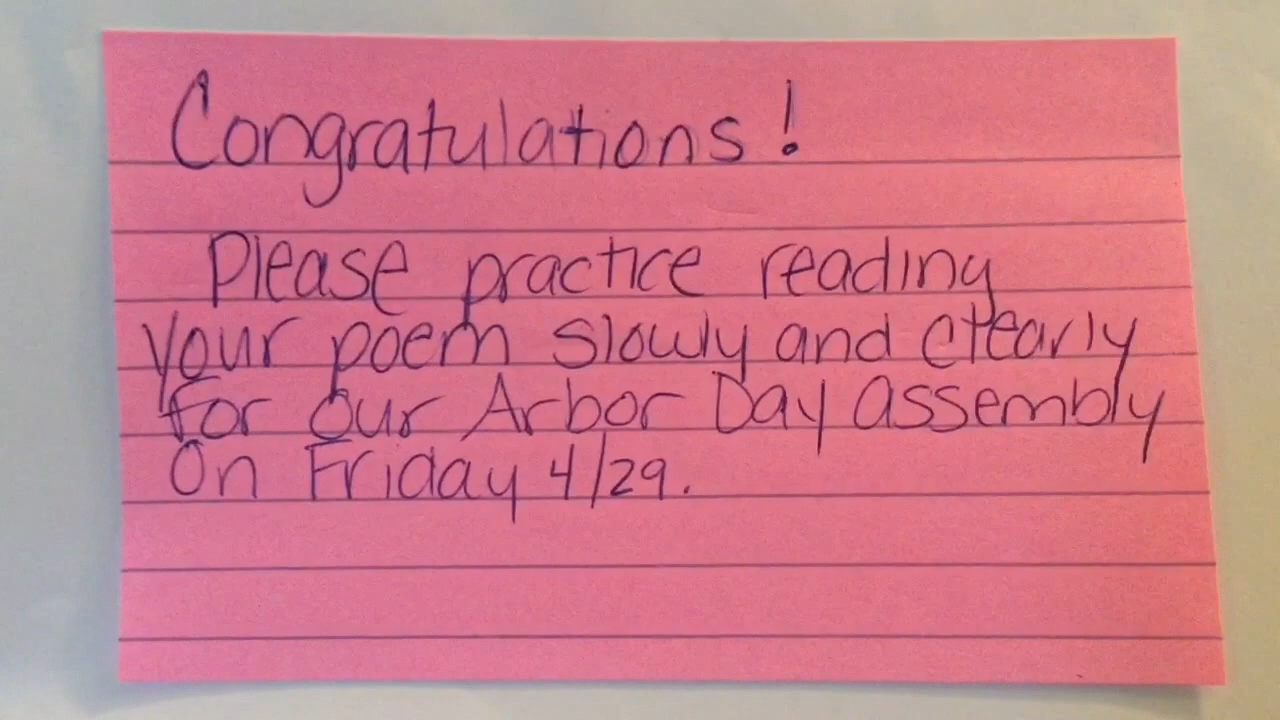 Congratulations!
Please practice reading
your poem slowly and clearly
for our Arbor Day assembly
On Friday 4/29.